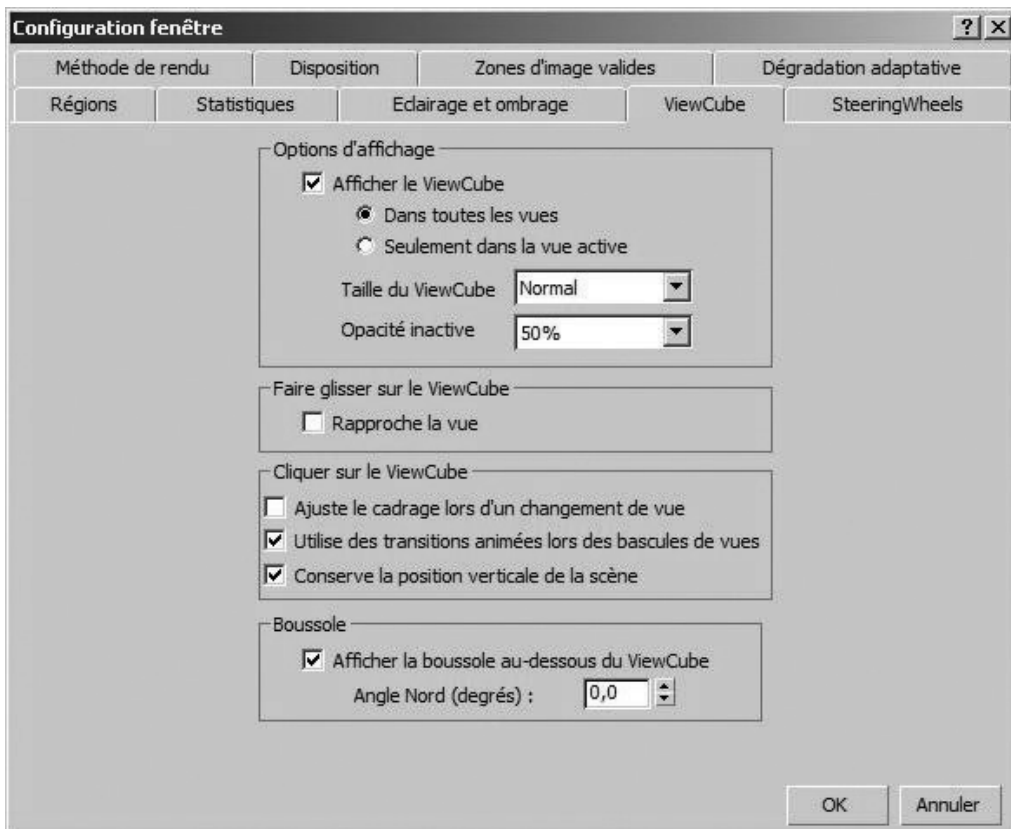 Configuration fenêtre
Méthode de rendu Disposition Zones d'image valides Dégradation adaptative
Régions Statistiques Eclairage et ombrage ViewCube SteeringWheels
Options d'affichage
Afficher le ViewCube
Dans toutes les vues
Seulement dans la vue active
Taille du ViewCube Normal
Opacité inactive 50%
Faire glisser sur le ViewCube
Rapproche la vue
Cliquer sur le ViewCube
Ajuste le cadrage lors d'un changement de vue
Utilise des transitions animées lors des bascules de vues
Conserve la position verticale de la scène
Boussole
Afficher la boussole au-dessous du ViewCube
Angle Nord (degrés) : 0,0
OK Annuler